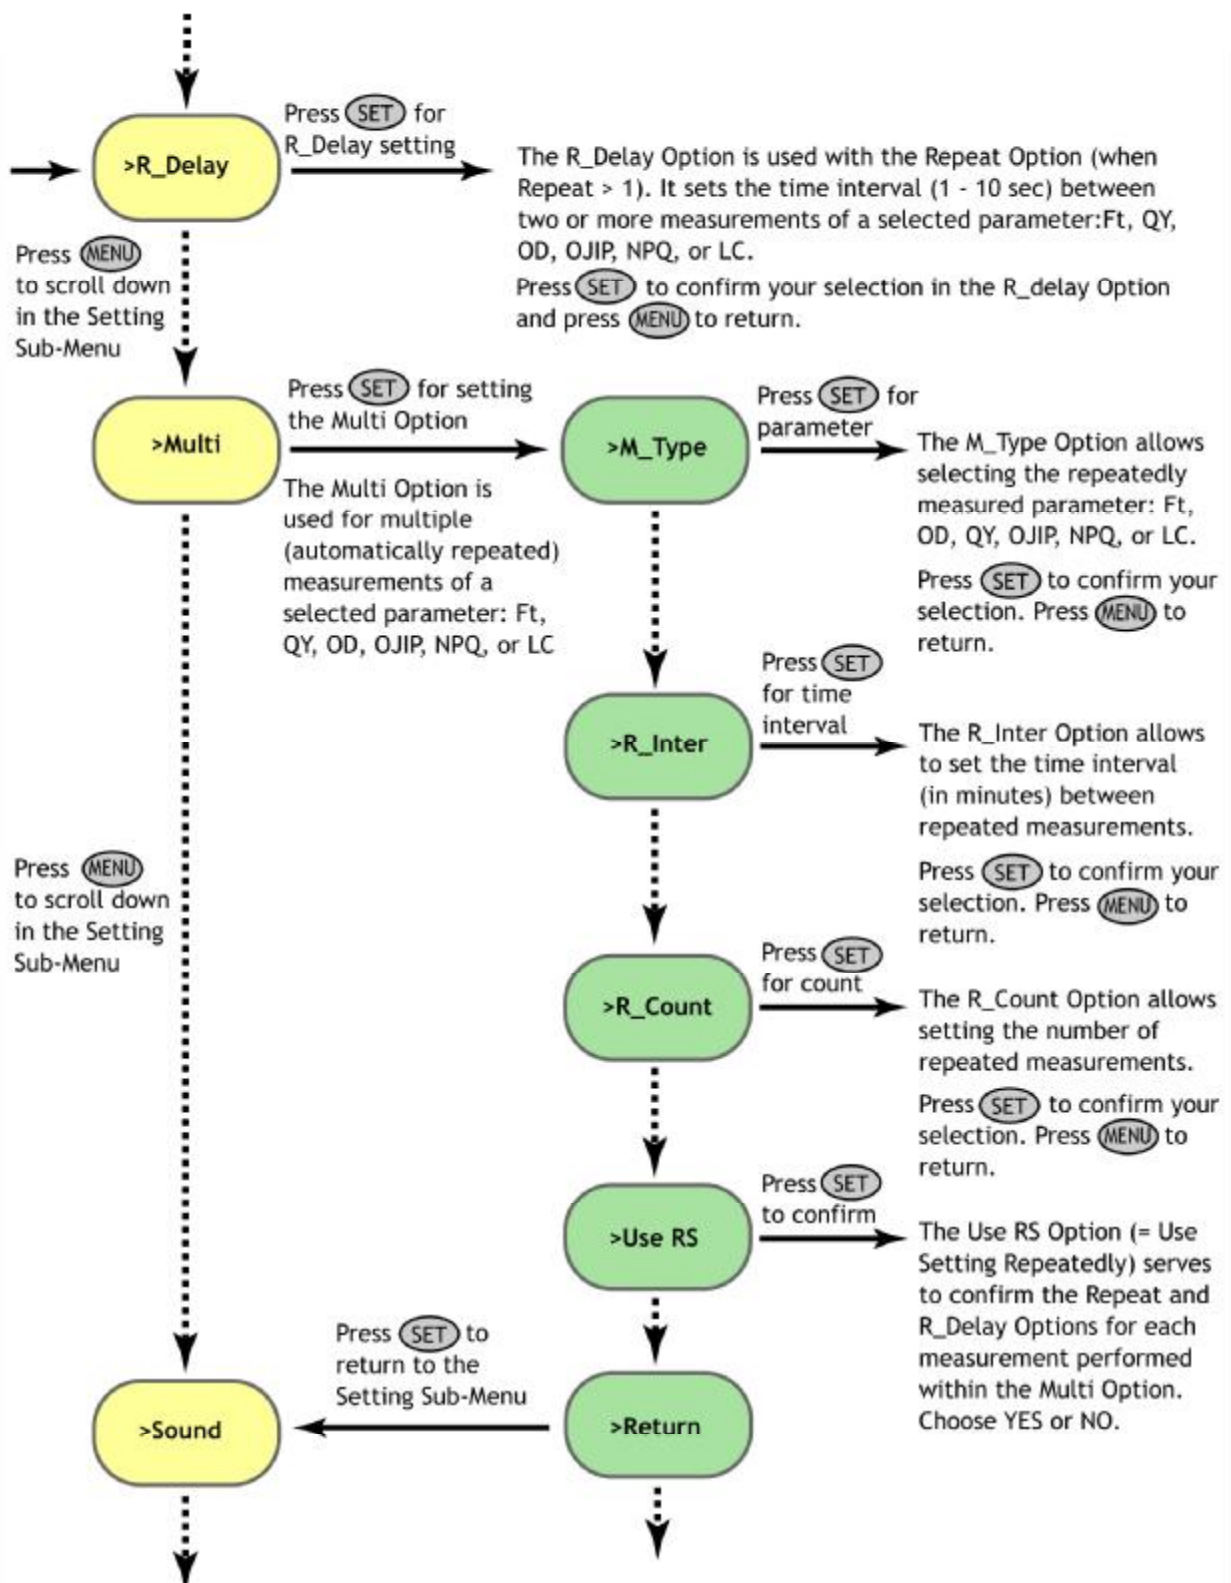 Press SET for
R_Delay setting
>R_Delay
The R_Delay Option is used with the Repeat Option (when
Repeat > 1). It sets the time interval (1 - 10 sec) between
two or more measurements of a selected parameter:Ft, QY,
OD, OJIP, NPQ, or LC.
Press SET to confirm your selection in the R_delay Option
and press MENU to return.
Press MENU
to scroll down
in the Setting
Sub-Menu
Press SET for setting
the Multi Option
>Multi
The Multi Option is
used for multiple
(automatically repeated)
measurements of a
selected parameter: Ft,
QY, OD, OJIP, NPQ, or LC
>M_Type
Press SET for
parameter
The M_Type Option allows
selecting the repeatedly
measured parameter: Ft,
OD, QY, OJIP, NPQ, or LC.
Press SET to confirm your
selection. Press MENU to
return.
Press SET
for time
interval
>R_Inter
The R_Inter Option allows
to set the time interval
(in minutes) between
repeated measurements.
Press SET to confirm your
selection. Press MENU to
return.
Press MENU
to scroll down
in the Setting
Sub-Menu
Press SET
for count
>R_Count
The R_Count Option allows
setting the number of
repeated measurements.
Press SET to confirm your
selection. Press MENU to
return.
Press SET
to confirm
>Use RS
The Use RS Option (= Use
Setting Repeatedly) serves
to confirm the Repeat and
R_Delay Options for each
measurement performed
within the Multi Option.
Choose YES or NO.
Press SET to
return to the
Setting Sub-Menu
>Sound
>Return